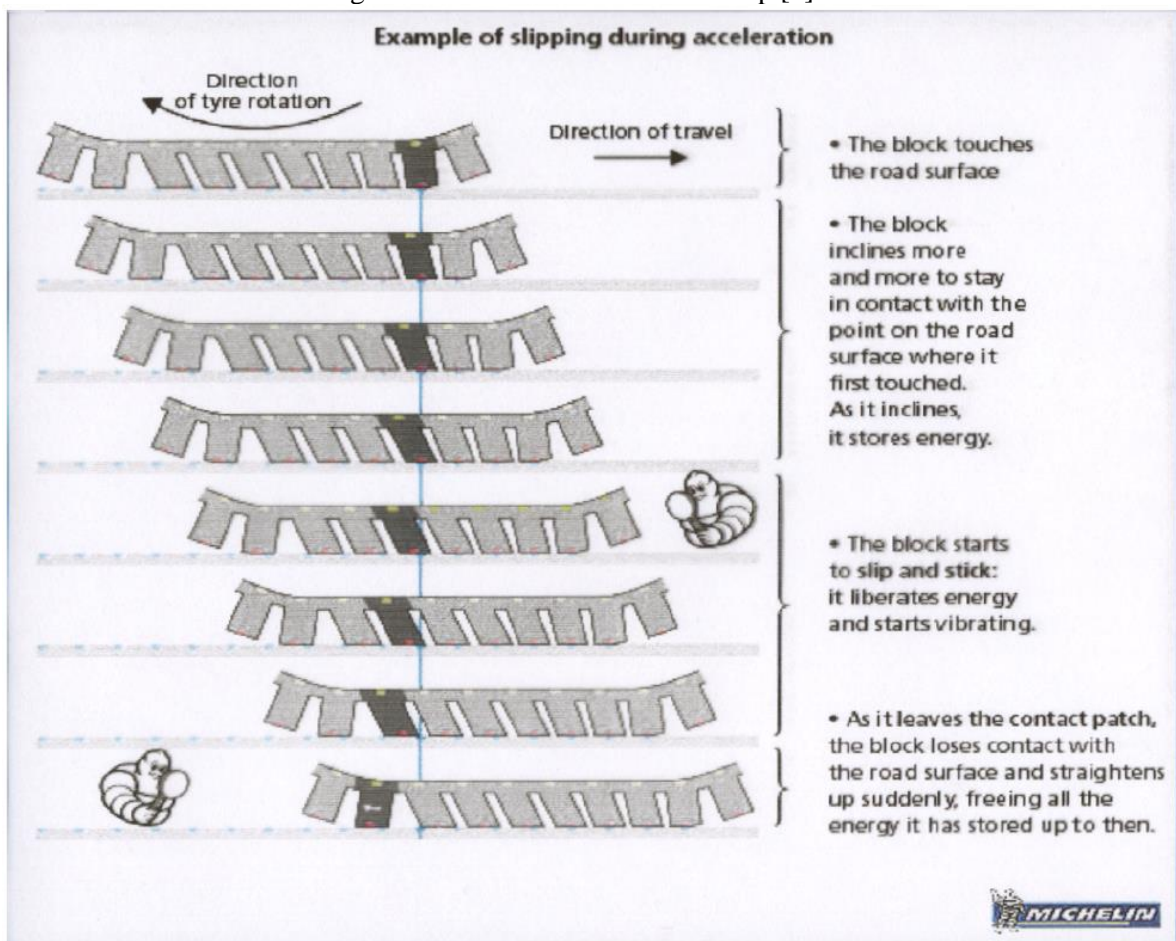 Example of slipping during acceleration
Direction
of tyre rotation
Direction of travel
• The block touches
the road surface
• The block
inclines more
and more to stay
in contact with the
point on the road
surface where it
first touched.
As it inclines,
it stores energy.
• The block starts
to slip and stick:
it liberates energy
and starts vibrating.
• As it leaves the contact patch,
the block loses contact with
the road surface and straightens
up suddenly, freeing all the
energy it has stored up to then.
MICHELIN